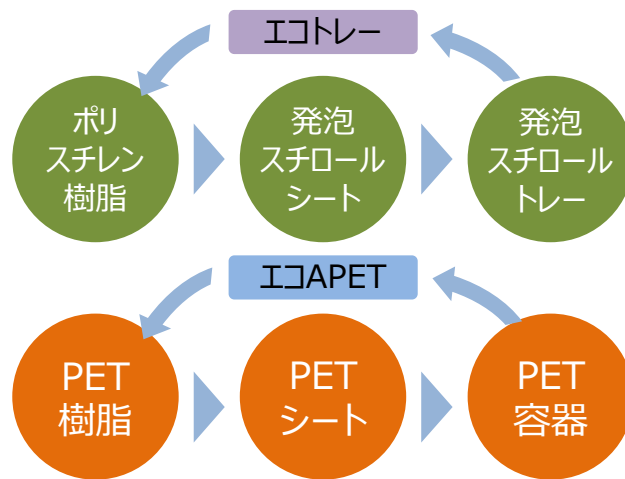 エコトレー
ポリ
スチレン
樹脂
発泡
スチロール
シート
発泡
スチロール
トレー
エコAPET
PET
樹脂
PET
シート
PET
容器